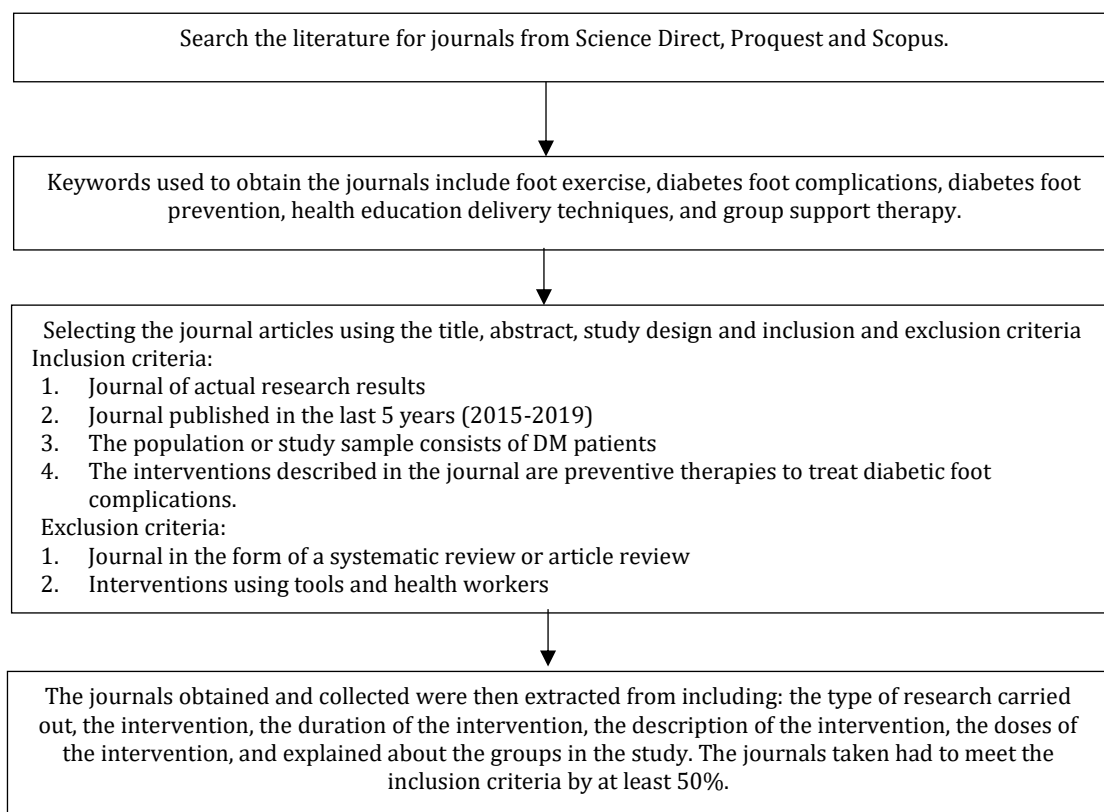 Search the literature for journals from Science Direct, Proquest and Scopus.
Keywords used to obtain the journals include foot exercise, diabetes foot complications, diabetes foot
prevention, health education delivery techniques, and group support therapy.
Selecting the journal articles using the title, abstract, study design and inclusion and exclusion criteria
Inclusion criteria:
1. Journal of actual research results
2. Journal published in the last 5 years (2015-2019)
3. The population or study sample consists of DM patients
4. The interventions described in the journal are preventive therapies to treat diabetic foot
complications.
Exclusion criteria:
1. Journal in the form of a systematic review or article review
2. Interventions using tools and health workers
The journals obtained and collected were then extracted from including: the type of research carried
out, the intervention, the duration of the intervention, the description of the intervention, the doses of
the intervention, and explained about the groups in the study. The journals taken had to meet the
inclusion criteria by at least 50%.